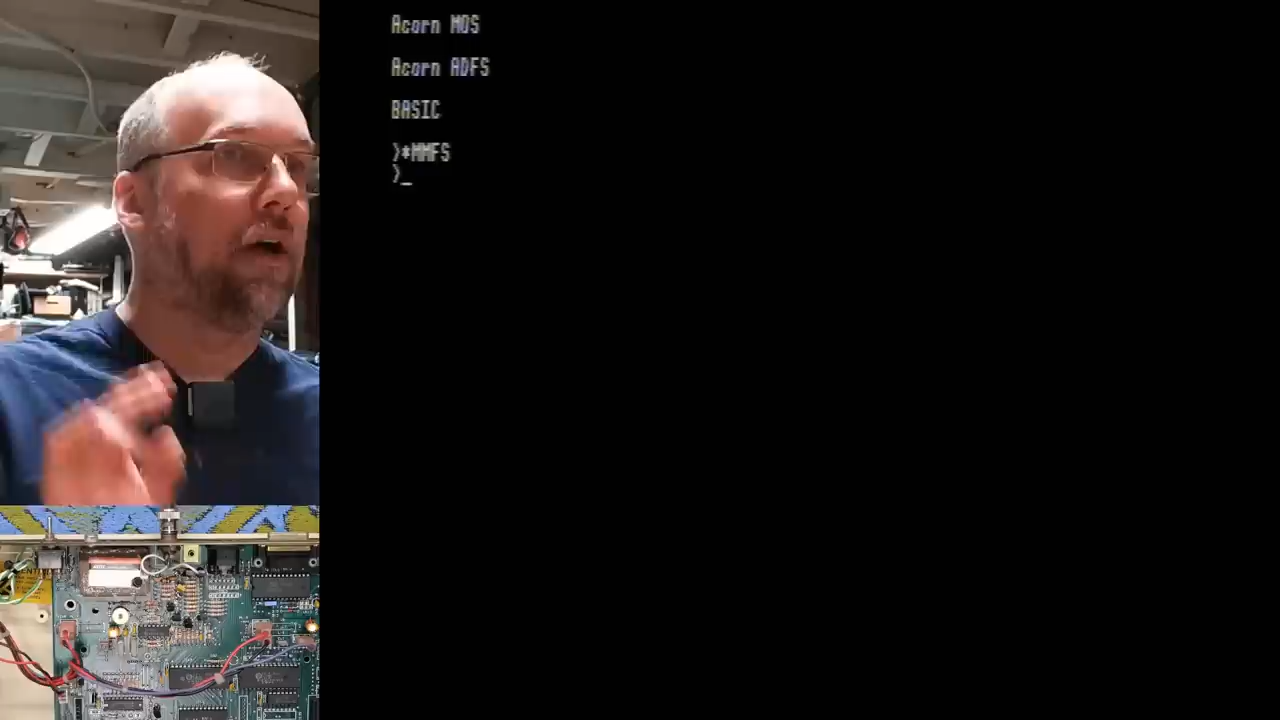 Acorn MOS
Acorn ADFS
BASIC
>*MMFS
>_